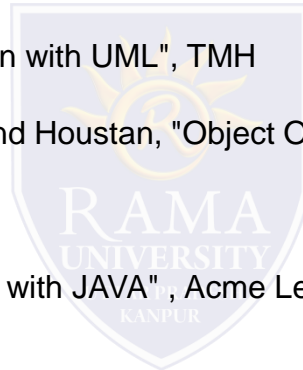 n with UML", TMH
nd Houstan, "Object O
RAMA
UNIVERSITY
with JAVA" , Acme Le
KANPUR